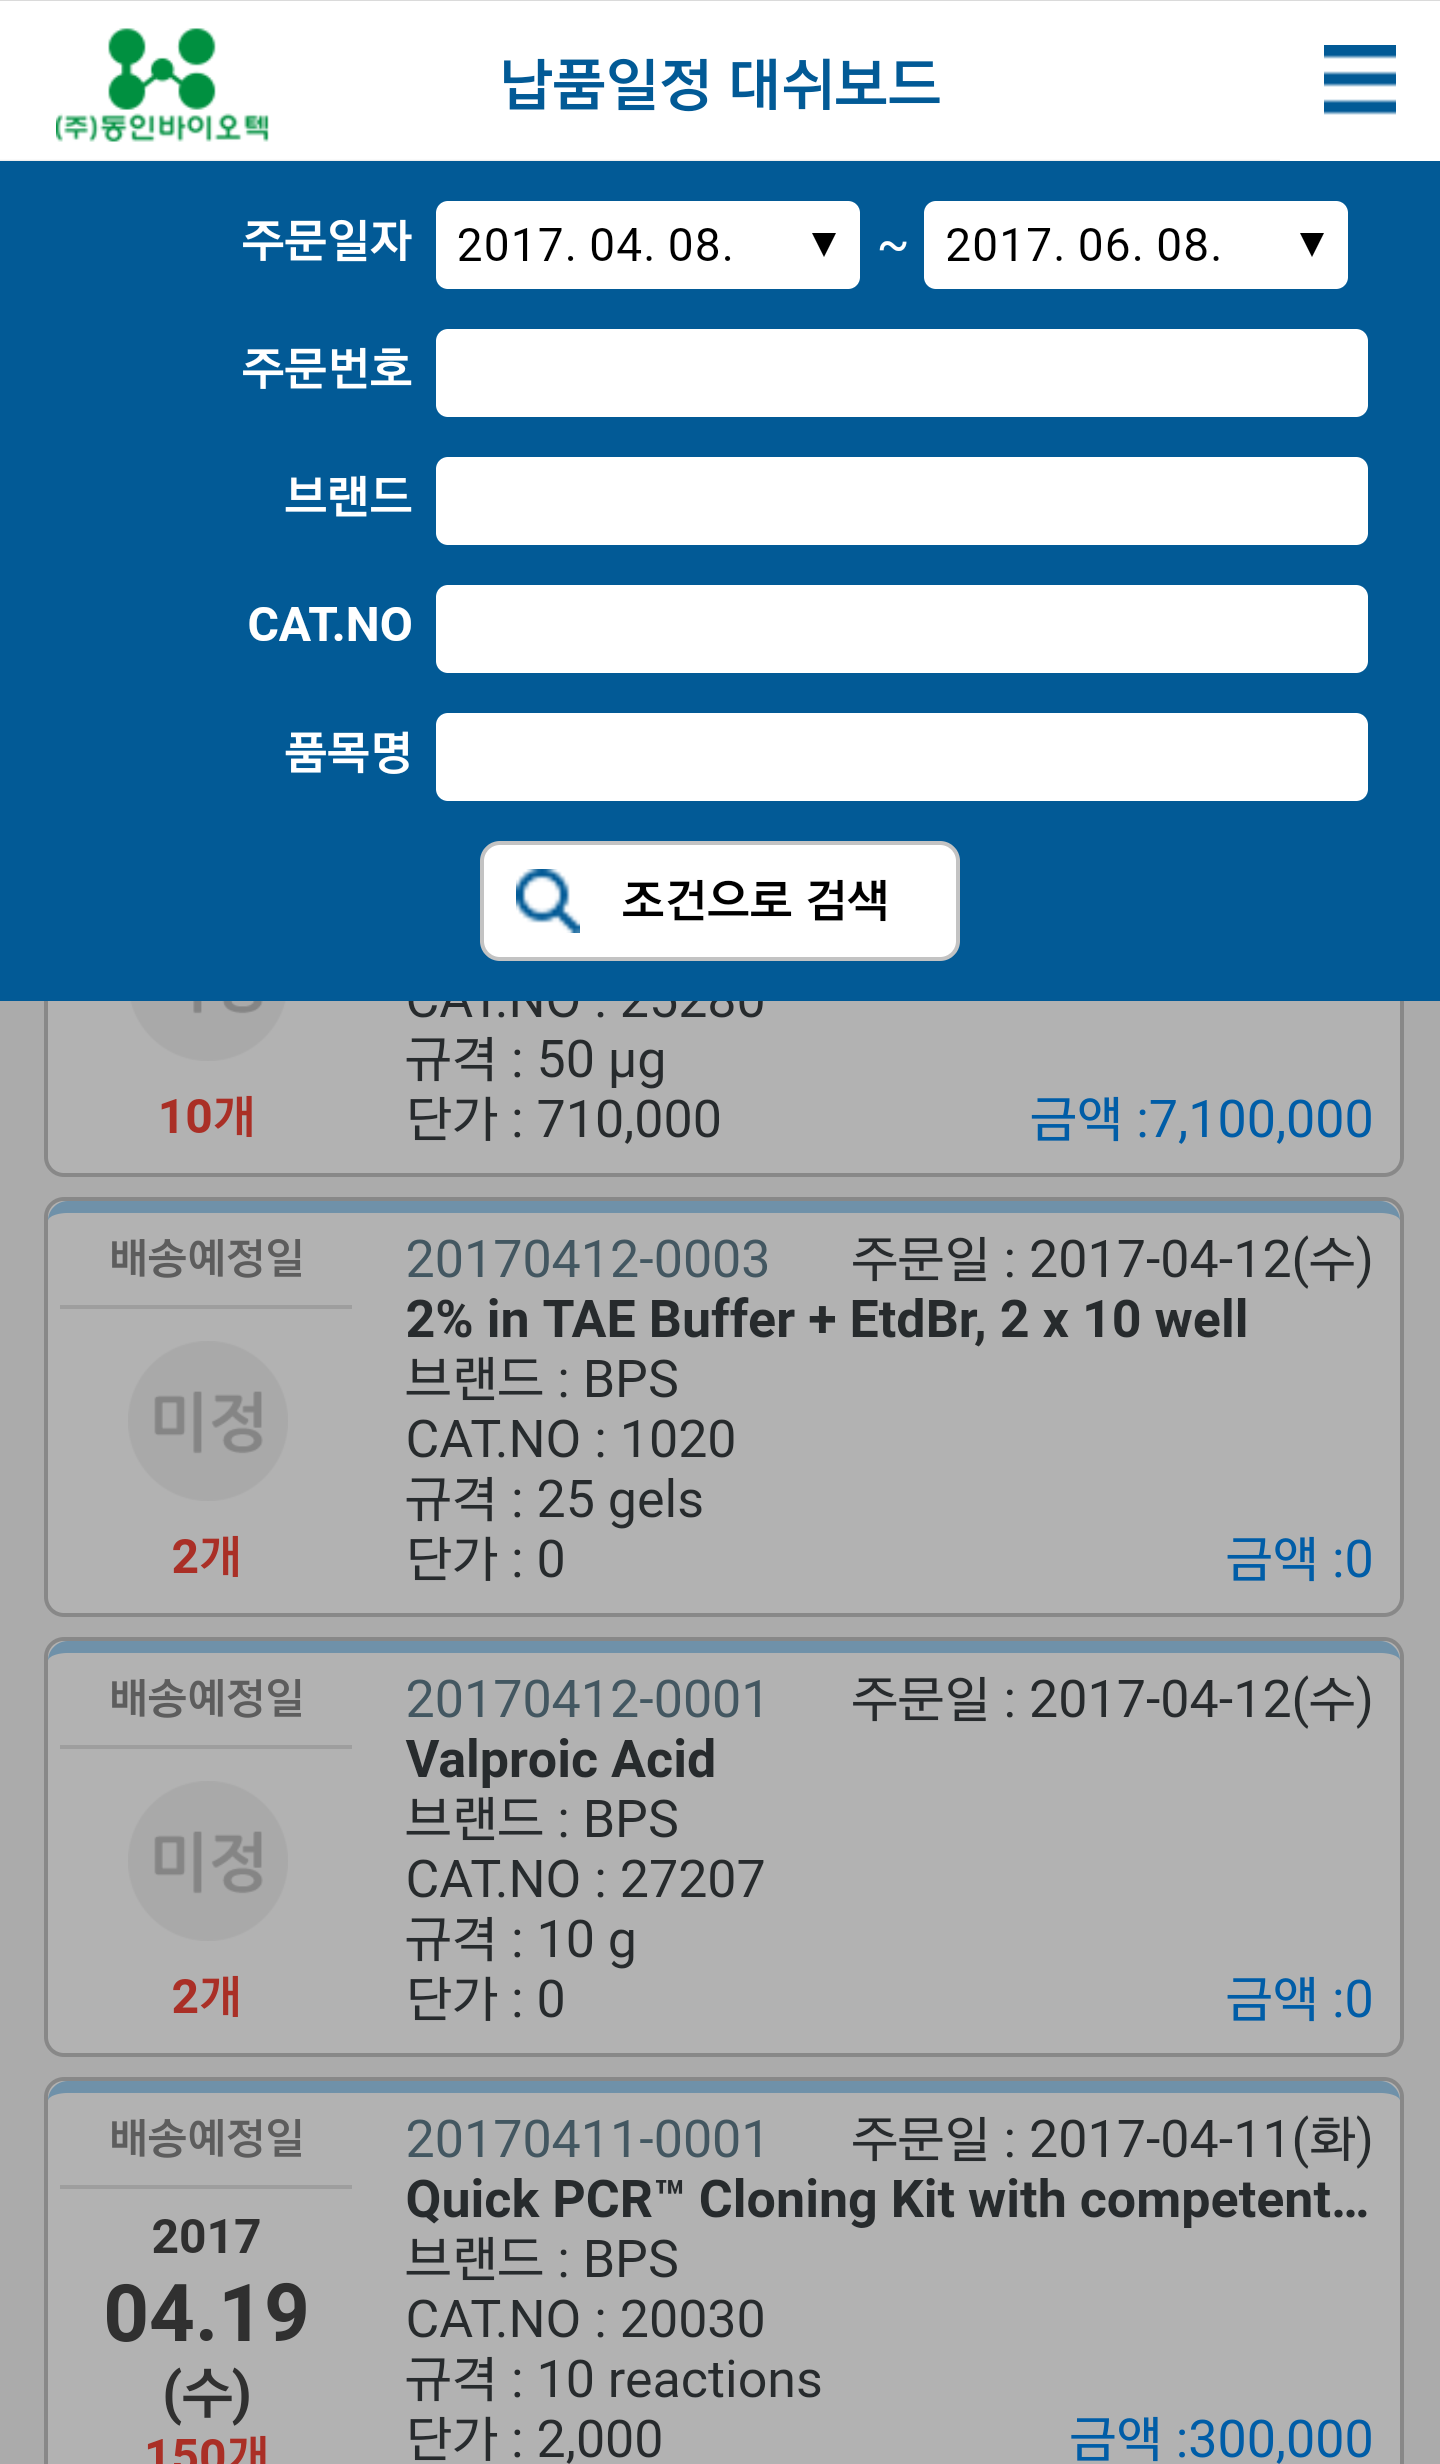 (주)동인바이오텍
납품일정 대쉬보드
주문일자 2017. 04. 08. ▼ ~ 2017. 06. 08. ▼
주문번호
브랜드
CAT.NO
품목명
조건으로 검색
CAT.NO : 25280
규격 : 50 µg
10개 단가 : 710,000 금액 :7,100,000
배송예정일 20170412-0003 주문일 : 2017-04-12(수)
2% in TAE Buffer + EtdBr, 2 x 10 well
브랜드 : BPS
미정 CAT.NO : 1020
규격 : 25 gels
2개 단가 : 0 금액 :0
배송예정일 20170412-0001 주문일 : 2017-04-12(수)
Valproic Acid
브랜드 : BPS
미정 CAT.NO : 27207
규격 : 10 g
2개 단가 : 0 금액 :0
배송예정일 20170411-0001 주문일 : 2017-04-11(화)
Quick PCR™ Cloning Kit with competent...
2017 브랜드 : BPS
04.19 CAT.NO : 20030
(수) 규격 : 10 reactions
150개 단가 : 2,000 금액 :300,000